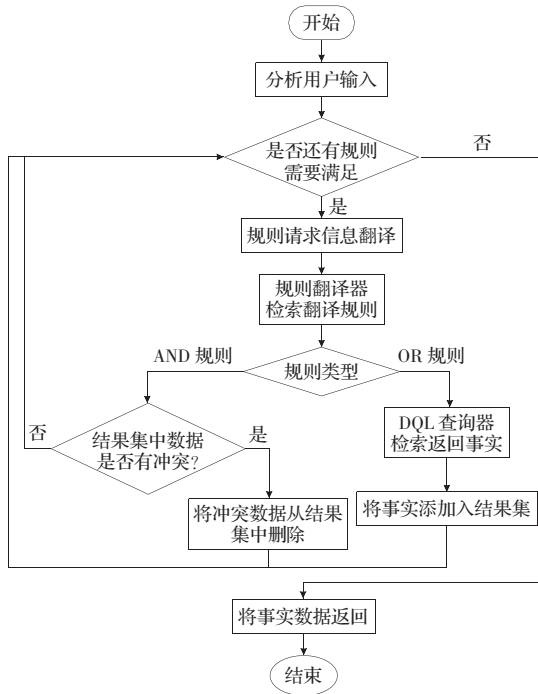 开始
分析用户输入
是否还有规则
需要满足
否
是
规则请求信息翻译
规则翻译器
检索翻译规则
AND 规则
规则类型
OR 规则
否
结果集中数据
是否有冲突？
是
DQL 查询器
检索返回事实
将冲突数据从结果
集中删除
将事实添加入结果集
将事实数据返回
结束